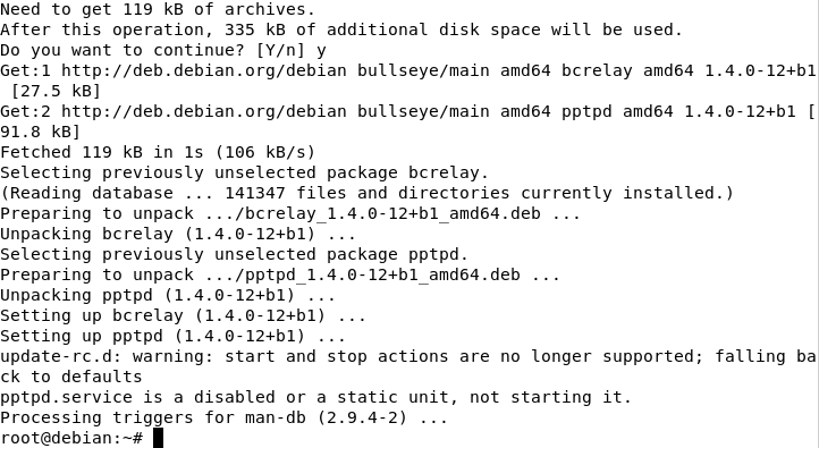 Need to get 119 kB of archives.
After this operation, 335 kB of additional disk space will be used.
Do you want to continue? [Y/n] y
Get:1 http://deb.debian.org/debian bullseye/main amd64 bcrelay amd64 1.4.0-12+b1
 [27.5 kB]
Get:2 http://deb.debian.org/debian bullseye/main amd64 pptpd amd64 1.4.0-12+b1 [
91.8 kB]
Fetched 119 kB in 1s (106 kB/s)
Selecting previously unselected package bcrelay.
(Reading database ... 141347 files and directories currently installed.)
Preparing to unpack .../bcrelay_1.4.0-12+b1_amd64.deb ...
Unpacking bcrelay (1.4.0-12+b1) ...
Selecting previously unselected package pptpd.
Preparing to unpack .../pptpd_1.4.0-12+b1_amd64.deb ...
Unpacking pptpd (1.4.0-12+b1) ...
Setting up bcrelay (1.4.0-12+b1) ...
Setting up pptpd (1.4.0-12+b1) ...
update-rc.d: warning: start and stop actions are no longer supported; falling ba
ck to defaults
pptpd.service is a disabled or a static unit, not starting it.
Processing triggers for man-db (2.9.4-2) ...
root@debian:~#